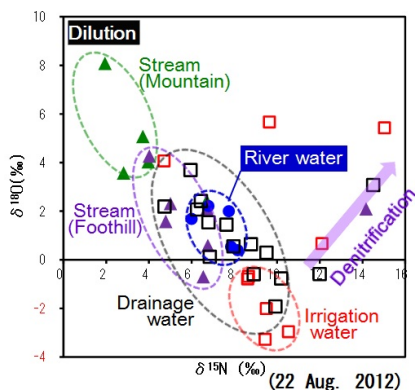 Dilution
10
8
6
4
2
0
-2
-4
0 2 4 6 8 10 12 14 16
δ18O(‰)
Stream
(Mountain)
River water
Stream
(Foothill)
Denitrification
Drainage
water
Irrigation
water
δ15N (‰)
(22 Aug. 2012)